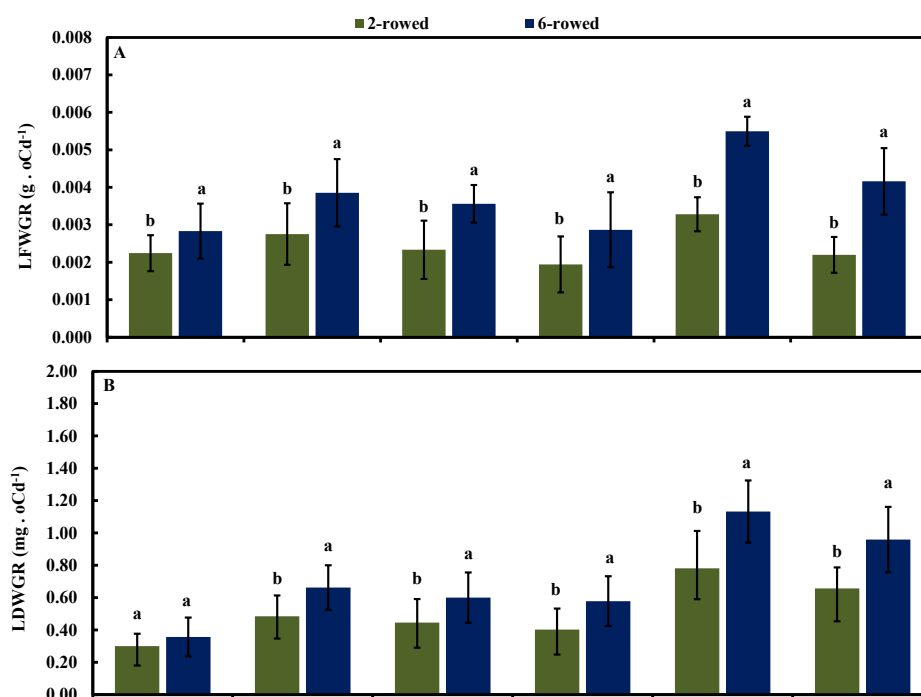 2-rowed 6-rowed
A
LFWGR (g . oCd-1)
0.008
0.007
0.006
0.005
0.004
0.003
0.002
0.001
0.000
b a b a b a b a b a b a
B
LDWGR (mg . oCd-1)
2.00
1.80
1.60
1.40
1.20
1.00
0.80
0.60
0.40
0.20
0.00
a a b a b a b a b a b a